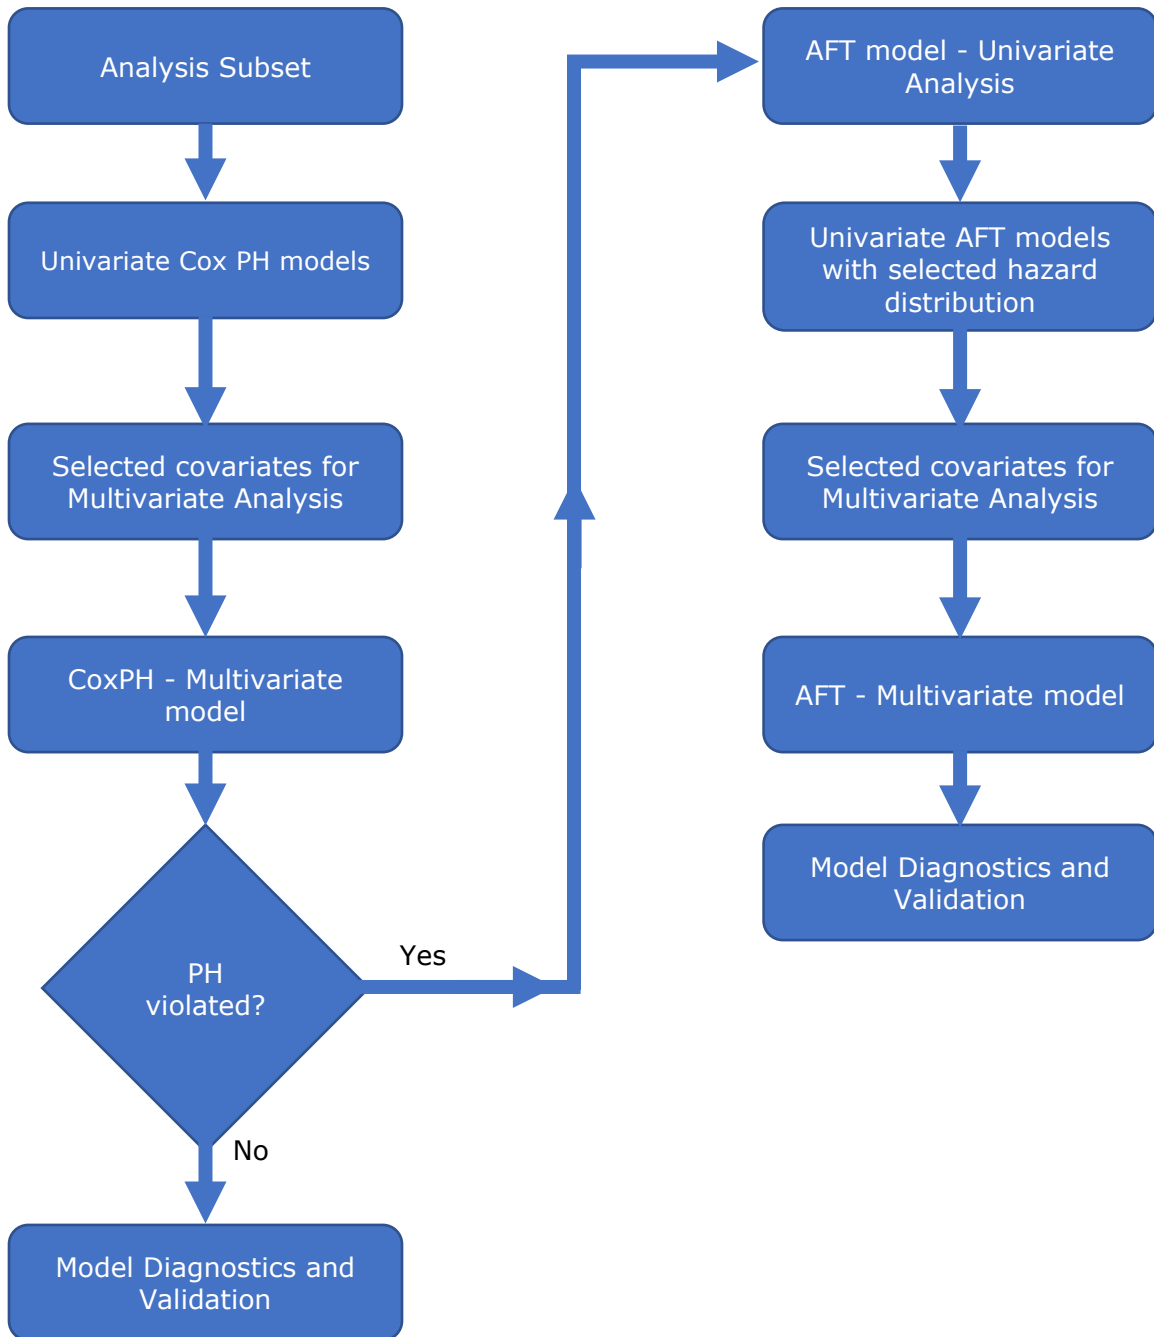 Analysis Subset
Univariate Cox PH models
Selected covariates for
Multivariate Analysis
CoxPH - Multivariate
model
PH
violated?
Yes
No
Model Diagnostics and
Validation
AFT model - Univariate
Analysis
Univariate AFT models
with selected hazard
distribution
Selected covariates for
Multivariate Analysis
AFT - Multivariate model
Model Diagnostics and
Validation